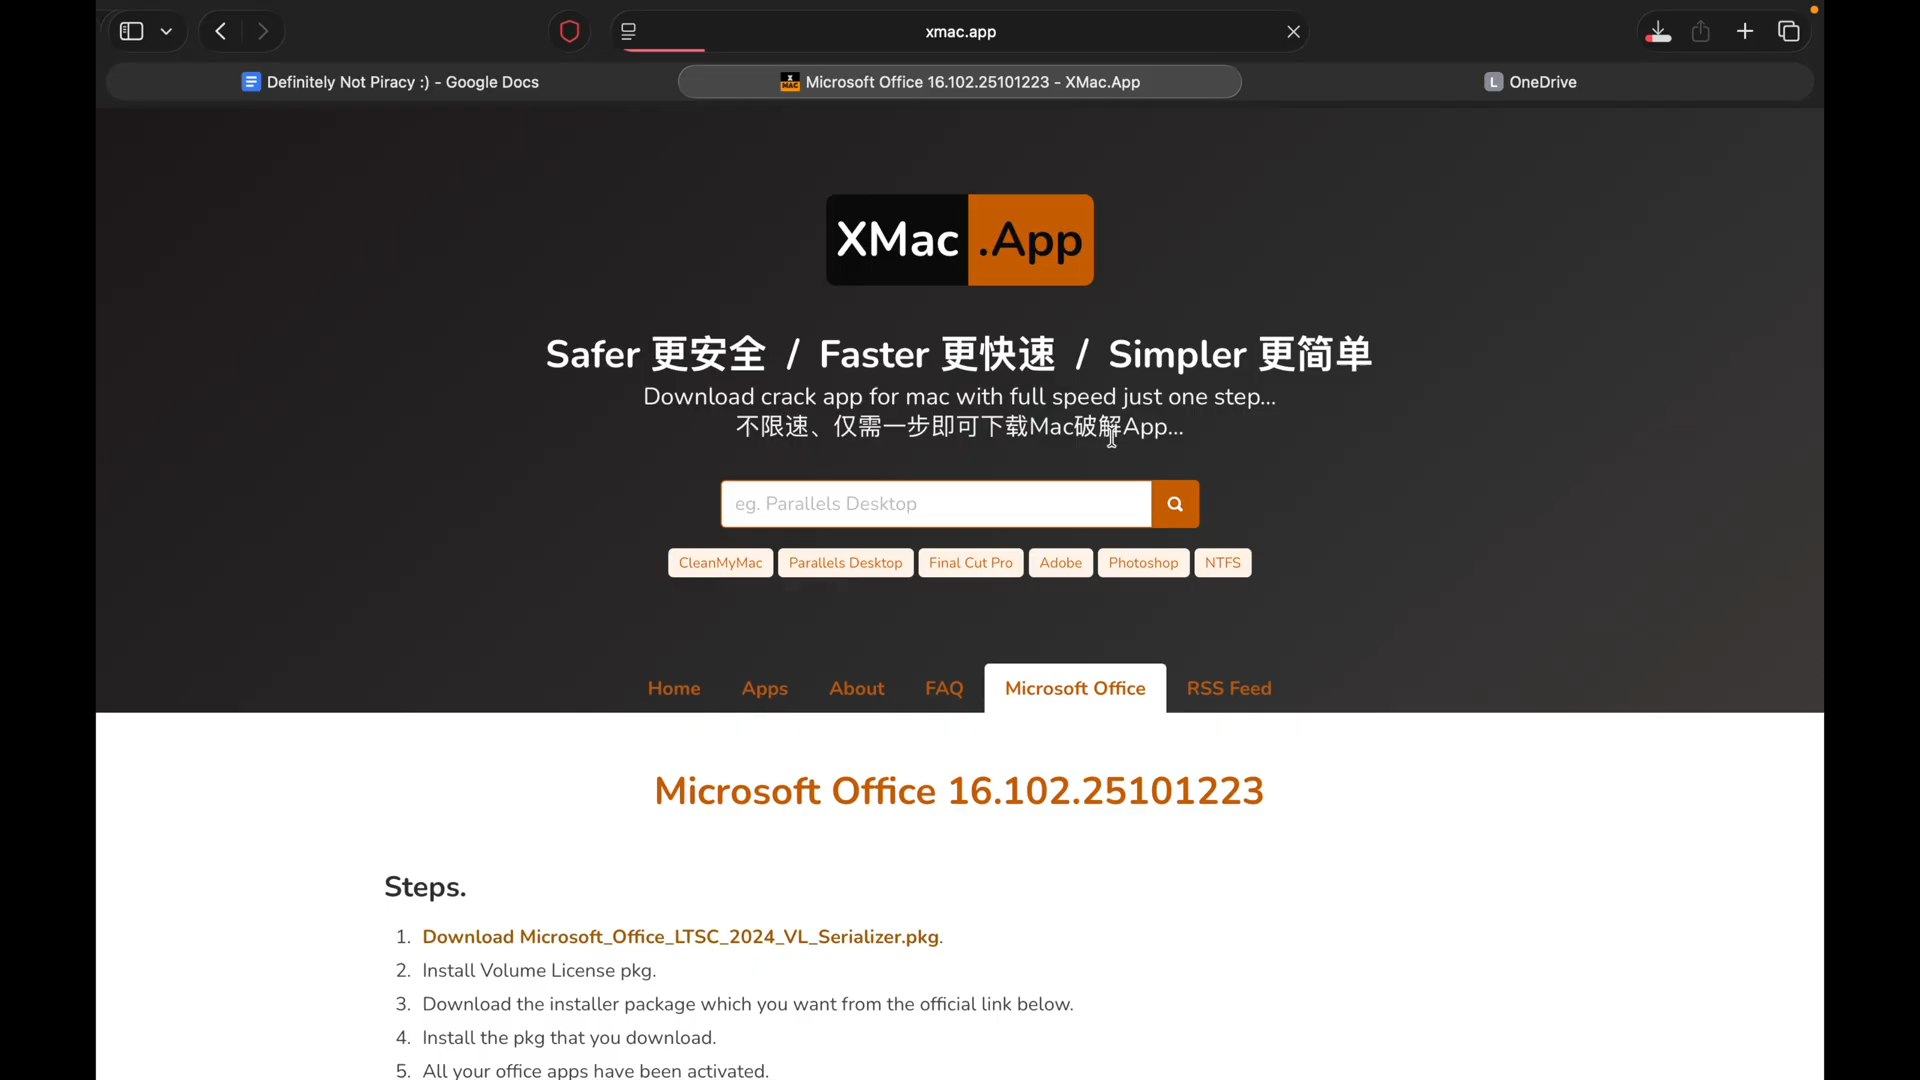 xmac.app
Definitely Not Piracy :) - Google Docs
X MAC Microsoft Office 16.102.25101223 - XMac.App
L OneDrive
XMac .App
Safer 更安全 / Faster 更快速 / Simpler 更简单
Download crack app for mac with full speed just one step...
不限速、仅需一步即可下载Mac破解App...
eg. Parallels Desktop
CleanMyMac Parallels Desktop Final Cut Pro Adobe Photoshop NTFS
Home Apps About FAQ Microsoft Office RSS Feed
Microsoft Office 16.102.25101223
Steps.
1. Download Microsoft_Office_LTSC_2024_VL_Serializer.pkg.
2. Install Volume License pkg.
3. Download the installer package which you want from the official link below.
4. Install the pkg that you download.
5. All your office apps have been activated.